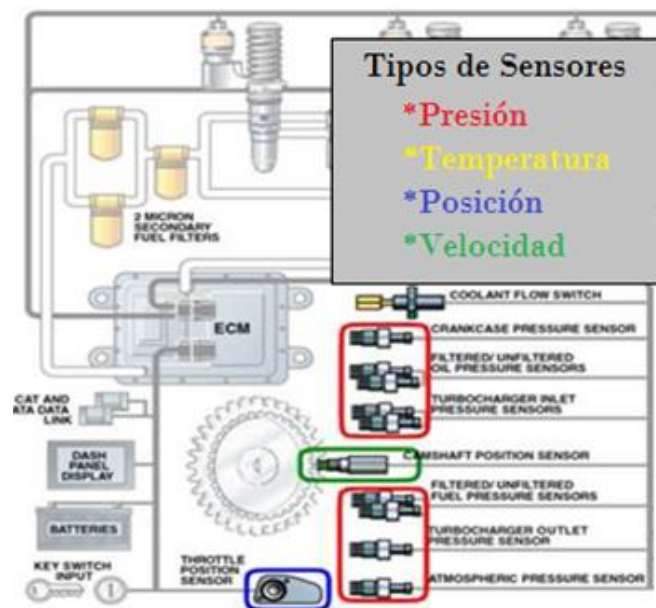 Tipos de Sensores
*Presión
*Temperatura
*Posición
*Velocidad
2 MICRON
SECONDARY
FUEL FILTERS
ECM
COOLANT FLOW SWITCH
CRANKCASE PRESSURE SENSOR
FILTERED/ UNFILTERED
OIL PRESSURE SENSORS
TURBOCHARGER INLET
PRESSURE SENSORS
CAT AND
ATA DATA
LINK
CAMSHAFT POSITION SENSOR
DASH
PANEL
DISPLAY
FILTERED/ UNFILTERED
FUEL PRESSURE SENSORS
BATTERIES
TURBOCHARGER OUTLET
PRESSURE SENSOR
KEY SWITCH
INPUT
THROTTLE
POSITION
SENSOR
ATMOSPHERIC PRESSURE SENSOR